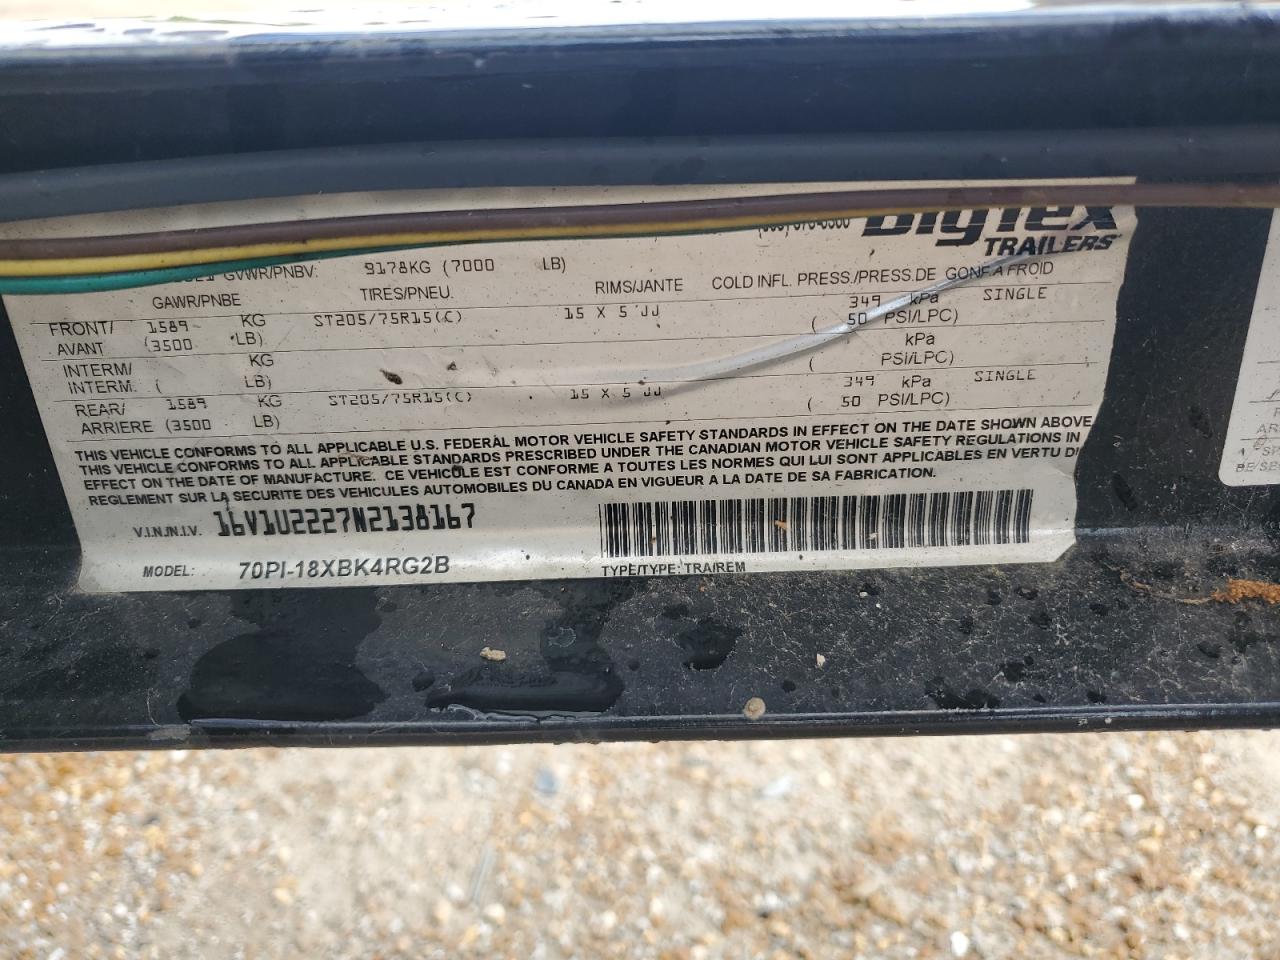 BigTex
TRAILERS
GVWR/PNBV: 9178KG (7000 LB)
GAWR/PNBE TIRES/PNEU. RIMS/JANTE COLD INFL. PRESS./PRESS.DE GONF.A FROID
FRONT/ 1589 KG ST205/75R15(C) 15 X 5 JJ 349 kPa SINGLE
AVANT (3500 LB) ( 50 PSI/LPC)
INTERM/ KG kPa
INTERM. ( LB) ( PSI/LPC)
REAR/ 1589 KG ST205/75R15(C) 15 X 5 JJ 349 kPa SINGLE
ARRIERE (3500 LB) ( 50 PSI/LPC)
THIS VEHICLE CONFORMS TO ALL APPLICABLE U.S. FEDERAL MOTOR VEHICLE SAFETY STANDARDS IN EFFECT ON THE DATE SHOWN ABOVE
THIS VEHICLE CONFORMS TO ALL APPLICABLE STANDARDS PRESCRIBED UNDER THE CANADIAN MOTOR VEHICLE SAFETY REGULATIONS IN
EFFECT ON THE DATE OF MANUFACTURE. CE VEHICULE EST CONFORME A TOUTES LES NORMES QUI LUI SONT APPLICABLES EN VERTU DU
REGLEMENT SUR LA SECURITE DES VEHICULES AUTOMOBILES DU CANADA EN VIGUEUR A LA DATE DE SA FABRICATION.
V.I.N./N.I.V. 16V1U2227N2138167
MODEL: 70PI-18XBK4RG2B TYPE/TYPE: TRA/REM